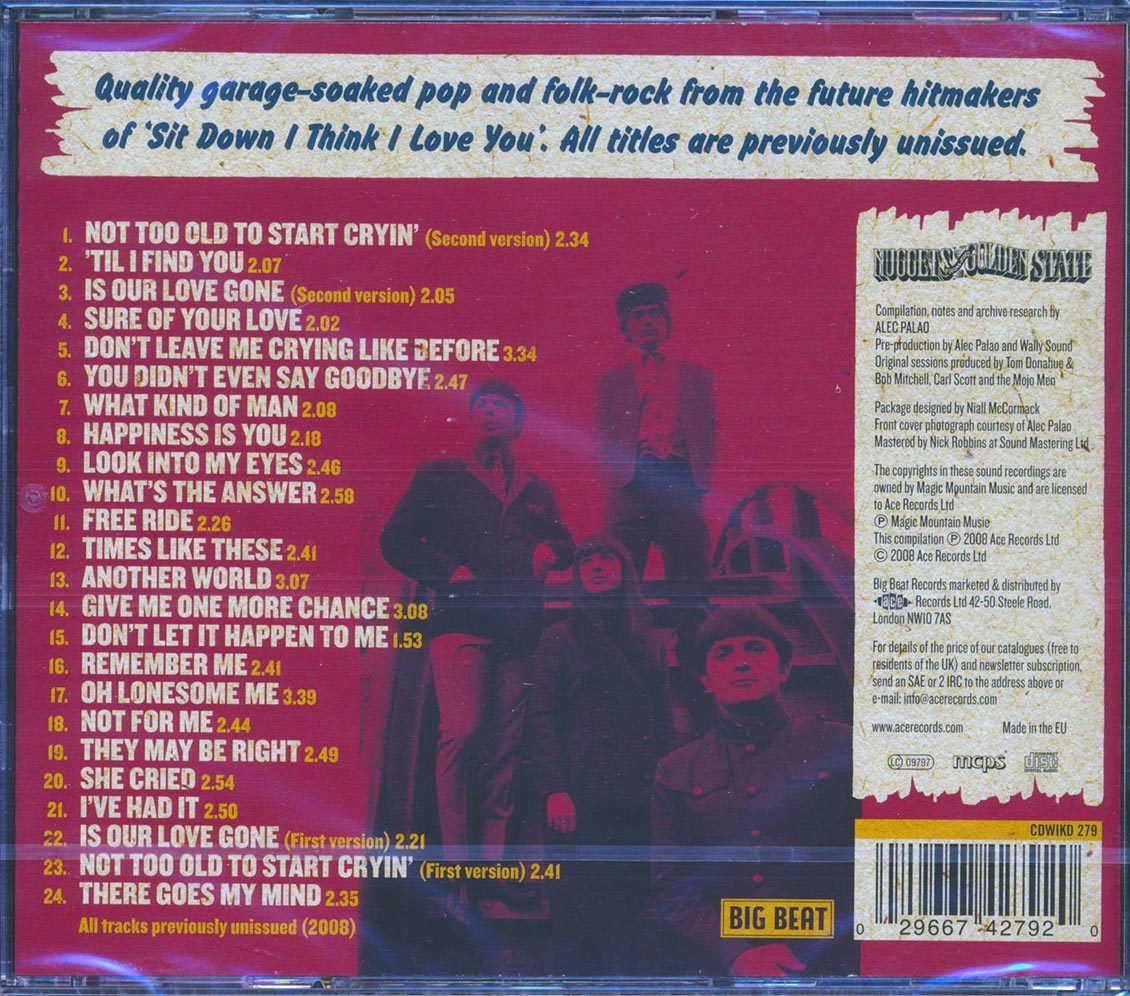 Quality garage-soaked pop and folk-rock from the future hitmakers
of 'Sit Down I Think I Love You'. All titles are previously unissued.
1. NOT TOO OLD TO START CRYIN' (Second version) 2.34
2. 'TIL I FIND YOU 2.07
3. IS OUR LOVE GONE (Second version) 2.05
4. SURE OF YOUR LOVE 2.02
5. DON'T LEAVE ME CRYING LIKE BEFORE 3.34
6. YOU DIDN'T EVEN SAY GOODBYE 2.47
7. WHAT KIND OF MAN 2.08
8. HAPPINESS IS YOU 2.18
9. LOOK INTO MY EYES 2.46
10. WHAT'S THE ANSWER 2.58
11. FREE RIDE 2.26
12. TIMES LIKE THESE 2.41
13. ANOTHER WORLD 3.07
14. GIVE ME ONE MORE CHANCE 3.08
15. DON'T LET IT HAPPEN TO ME 1.53
16. REMEMBER ME 2.41
17. OH LONESOME ME 3.39
18. NOT FOR ME 2.44
19. THEY MAY BE RIGHT 2.49
20. SHE CRIED 2.54
21. I'VE HAD IT 2.50
22. IS OUR LOVE GONE (First version) 2.21
23. NOT TOO OLD TO START CRYIN' (First version) 2.41
24. THERE GOES MY MIND 2.35
All tracks previously unissued (2008)
NUGGETS FROM THE GOLDEN STATE
Compilation, notes and archive research by
ALEC PALAO
Pre-production by Alec Palao and Wally Sound
Original sessions produced by Tom Donahue &
Bob Mitchell, Carl Scott and the Mojo Men
Package designed by Niall McCormack
Front cover photograph courtesy of Alec Palao
Mastered by Nick Robbins at Sound Mastering Ltd
The copyrights in these sound recordings are
owned by Magic Mountain Music and are licensed
to Ace Records Ltd
Ⓟ Magic Mountain Music
This compilation Ⓟ 2008 Ace Records Ltd
© 2008 Ace Records Ltd
Big Beat Records marketed & distributed by
ace Records Ltd 42-50 Steele Road,
London NW10 7AS
For details of the price of our catalogues (free to
residents of the UK) and newsletter subscription,
send an SAE or 2 IRC to the address above or
e-mail: info@acerecords.com
www.acerecords.com Made in the EU
LC 09797 mcps COMPACT disc DIGITAL AUDIO
CDWIKD 279
BIG BEAT
0 29667 42792 0